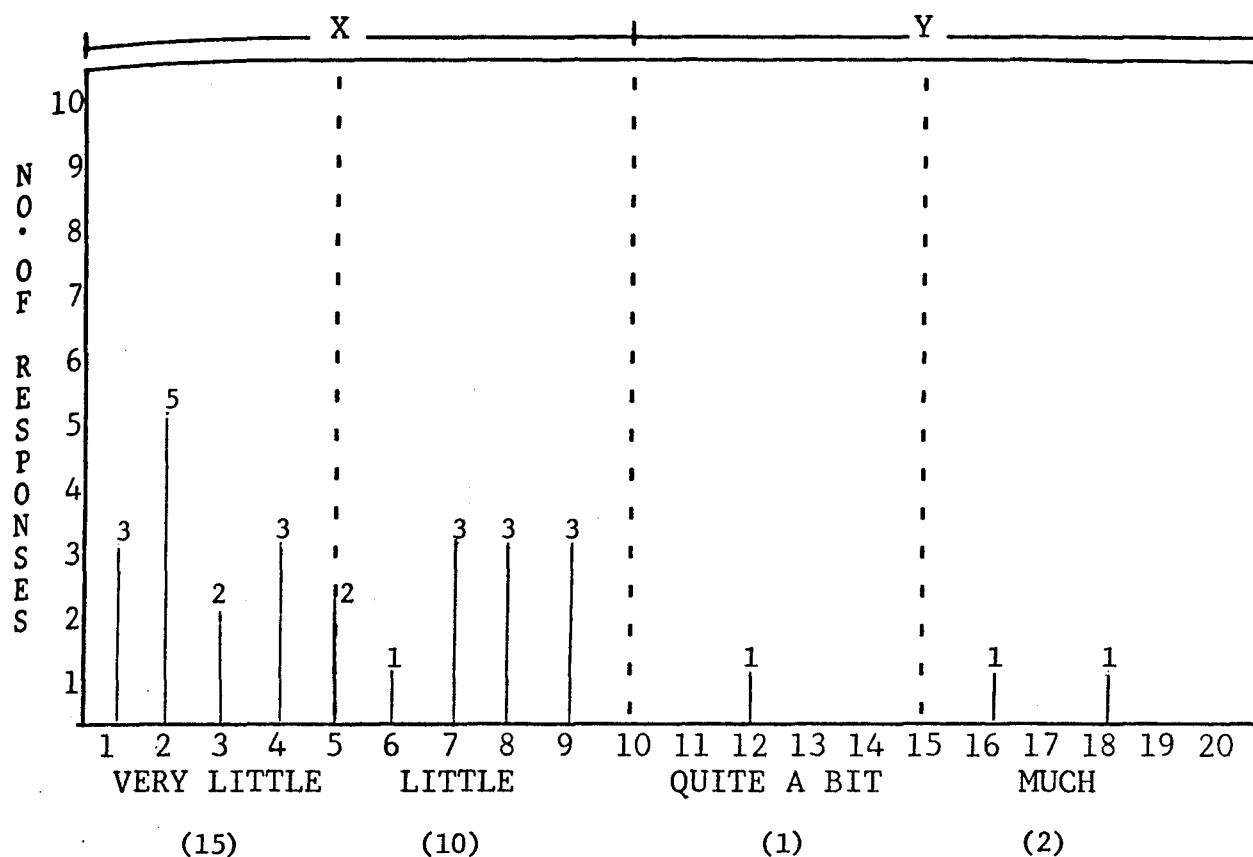 X Y
10
9
8
7
6
5
4
3
2
1
NO. OF RESPONSES
5
3 3 3 3 3
2 2
1 1 1 1
1 2 3 4 5 6 7 8 9 10 11 12 13 14 15 16 17 18 19 20
VERY LITTLE LITTLE QUITE A BIT MUCH
(15) (10) (1) (2)